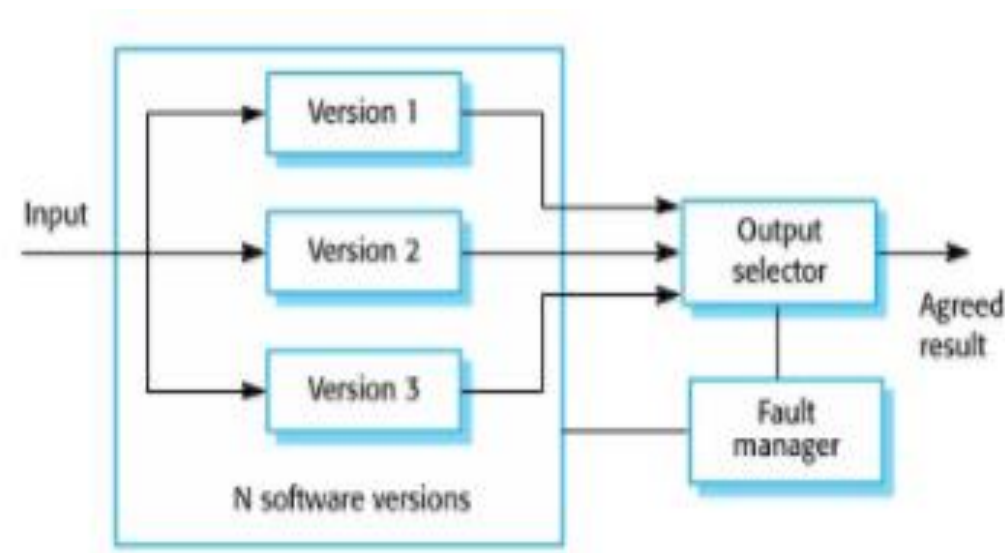 Version 1
Input
Version 2
Output
selector
Agreed
result
Version 3
Fault
manager
N software versions